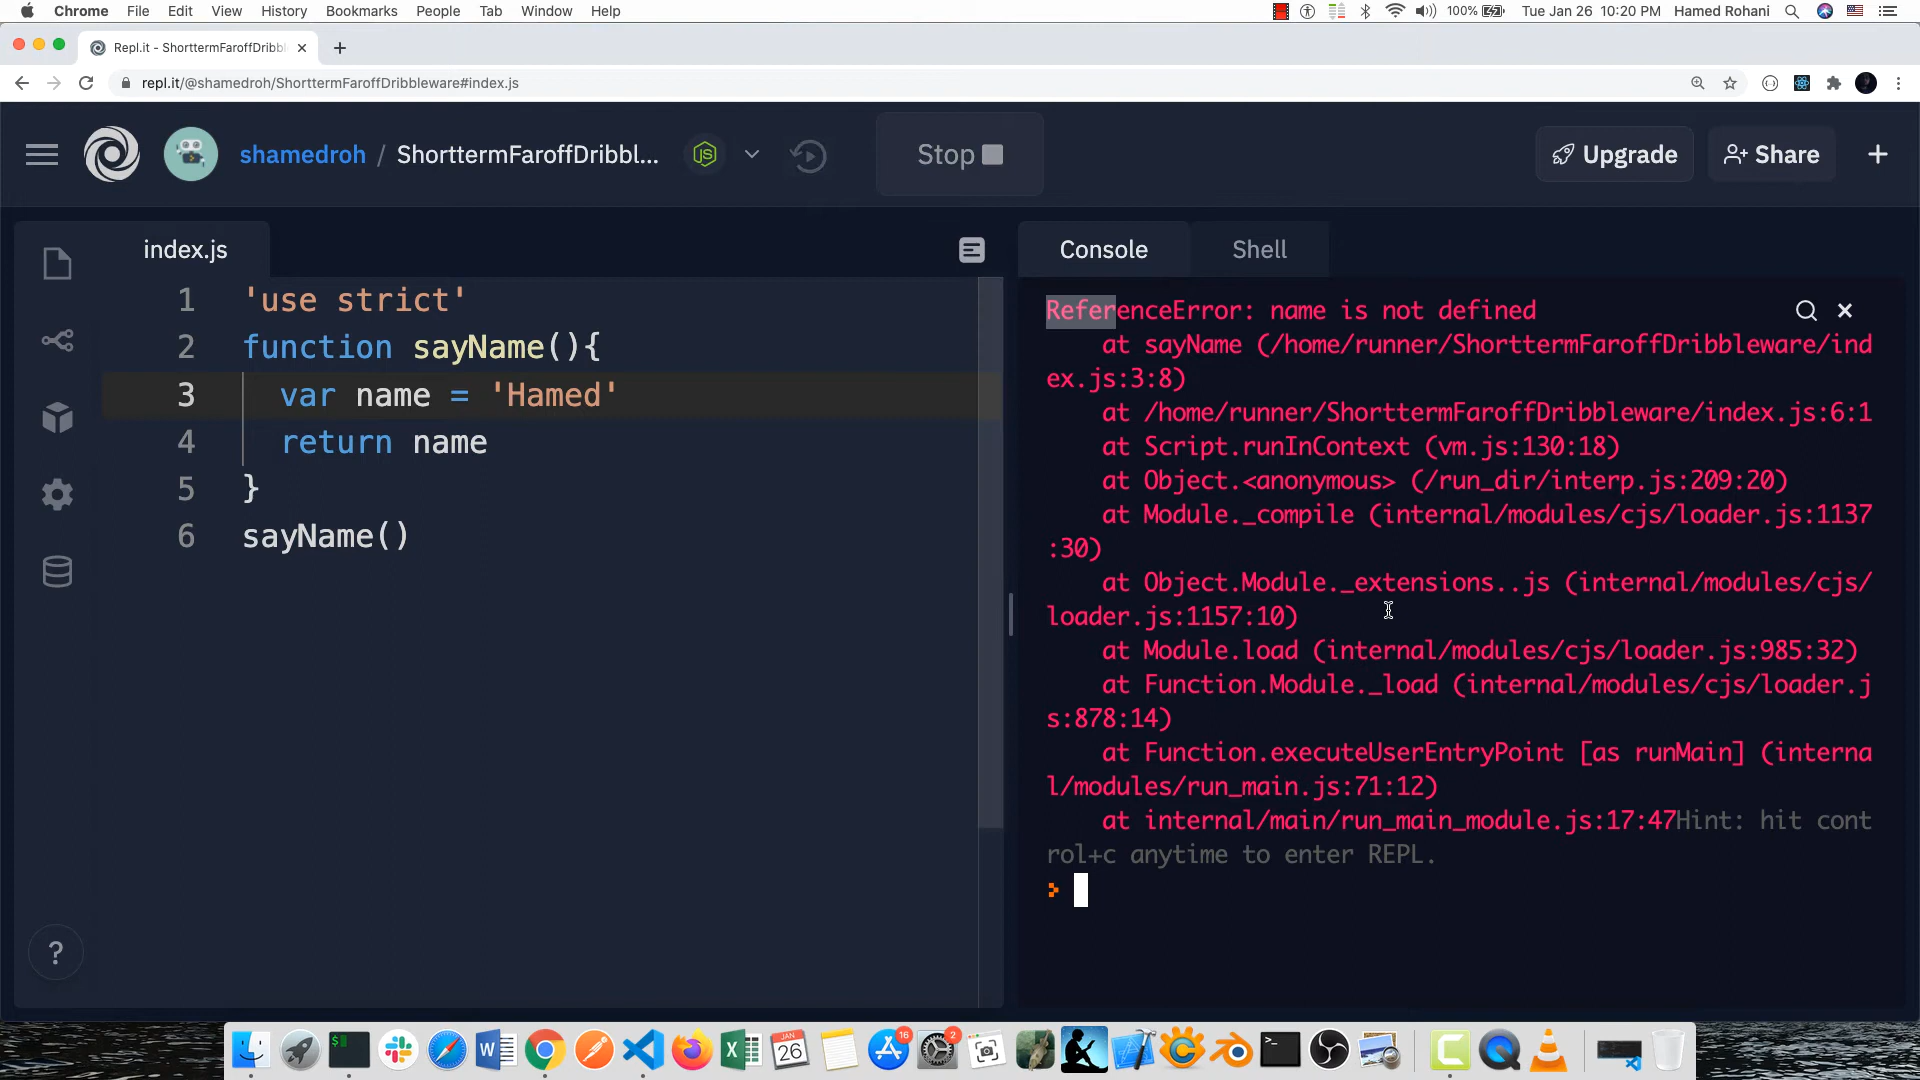 Chrome File Edit View History Bookmarks People Tab Window Help 100% Tue Jan 26 10:20 PM Hamed Rohani
Repl.it - ShorttermFaroffDribbl
repl.it/@shamedroh/ShorttermFaroffDribbleware#index.js
shamedroh / ShorttermFaroffDribbl... JS Stop Upgrade Share +
index.js
1 'use strict'
2 function sayName(){
3 var name = 'Hamed'
4 return name
5 }
6 sayName()
?
Console Shell
ReferenceError: name is not defined
at sayName (/home/runner/ShorttermFaroffDribbleware/ind
ex.js:3:8)
at /home/runner/ShorttermFaroffDribbleware/index.js:6:1
at Script.runInContext (vm.js:130:18)
at Object.<anonymous> (/run_dir/interp.js:209:20)
at Module._compile (internal/modules/cjs/loader.js:1137
:30)
at Object.Module._extensions..js (internal/modules/cjs/
loader.js:1157:10)
at Module.load (internal/modules/cjs/loader.js:985:32)
at Function.Module._load (internal/modules/cjs/loader.j
s:878:14)
at Function.executeUserEntryPoint [as runMain] (interna
l/modules/run_main.js:71:12)
at internal/main/run_main_module.js:17:47Hint: hit cont
rol+c anytime to enter REPL.
>
$ W X 26 16 2 >_ C